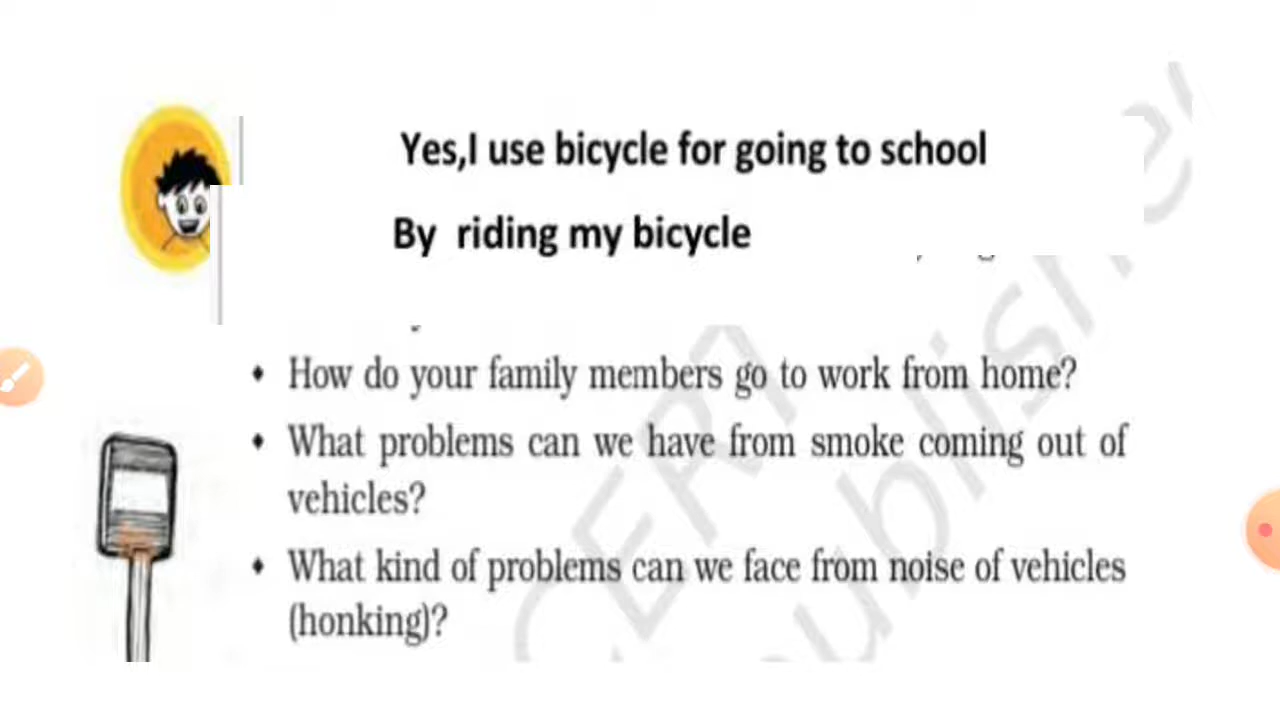 Yes,I use bicycle for going to school
By riding my bicycle
• How do your family members go to work from home?
• What problems can we have from smoke coming out of
vehicles?
• What kind of problems can we face from noise of vehicles
(honking)?